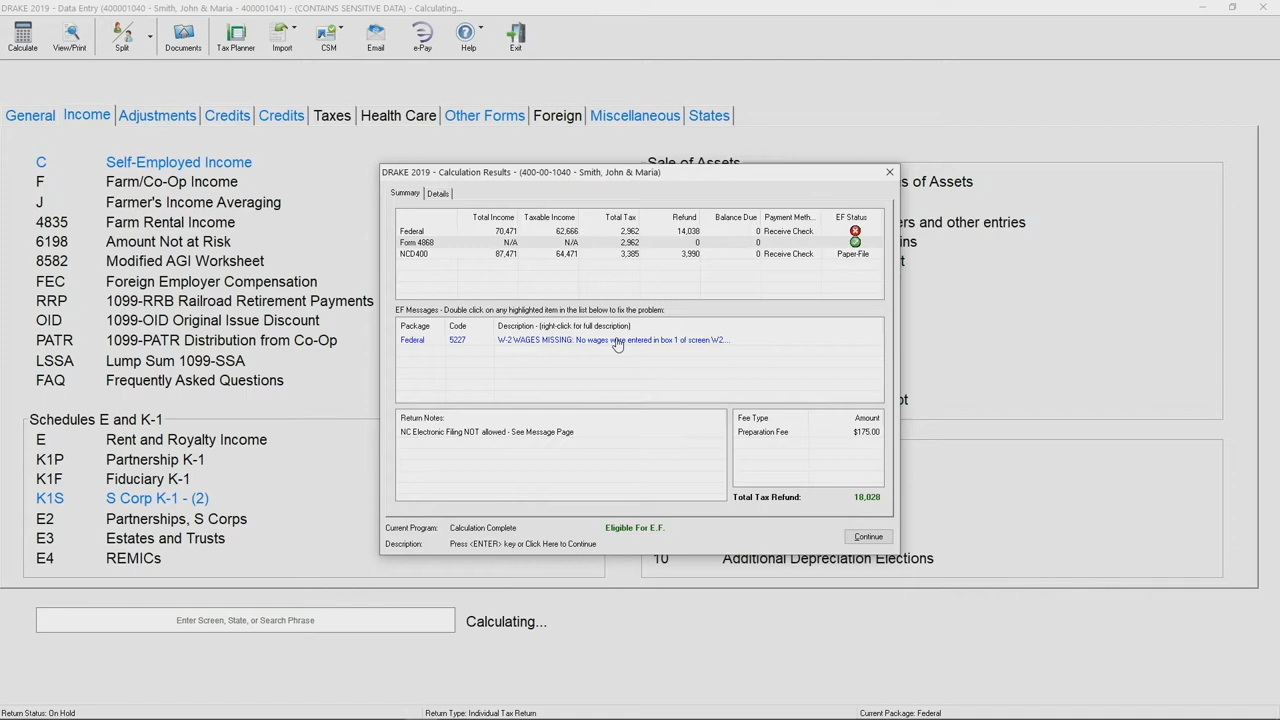 DRAKE 2019 - Data Entry (400001040 - Smith, John & Maria - 400001041) - (CONTAINS SENSITIVE DATA) - Calculating...
Calculate View/Print Split Documents Tax Planner Import CSM Email e-Pay Help Exit
General Income Adjustments Credits Credits Taxes Health Care Other Forms Foreign Miscellaneous States
C Self-Employed Income
F Farm/Co-Op Income
J Farmer's Income Averaging
4835 Farm Rental Income
6198 Amount Not at Risk
8582 Modified AGI Worksheet
FEC Foreign Employer Compensation
RRP 1099-RRB Railroad Retirement Payments
OID 1099-OID Original Issue Discount
PATR 1099-PATR Distribution from Co-Op
LSSA Lump Sum 1099-SSA
FAQ Frequently Asked Questions
Schedules E and K-1
E Rent and Royalty Income
K1P Partnership K-1
K1F Fiduciary K-1
K1S S Corp K-1 - (2)
E2 Partnerships, S Corps
E3 Estates and Trusts
E4 REMICs
Sale of Assets
s of Assets
ers and other entries
10 Additional Depreciation Elections
DRAKE 2019 - Calculation Results - (400-00-1040 - Smith, John & Maria)
Summary Details
Total Income Taxable Income Total Tax Refund Balance Due Payment Meth... EF Status
Federal 70,471 62,666 2,962 14,038 0 Receive Check
Form 4868 N/A N/A 2,962 0 0
NCD400 87,471 64,471 3,385 3,990 0 Receive Check Paper-File
EF Messages - Double click on any highlighted item in the list below to fix the problem:
Package Code Description - (right-click for full description)
Federal 5227 W-2 WAGES MISSING: No wages were entered in box 1 of screen W2....
Return Notes:
NC Electronic Filing NOT allowed - See Message Page
Fee Type Amount
Preparation Fee $175.00
Total Tax Refund: 18,028
Current Program: Calculation Complete Eligible For E.F.
Description: Press <ENTER> key or Click Here to Continue
Continue
Enter Screen, State, or Search Phrase
Calculating...
Return Status: On Hold Return Type: Individual Tax Return Current Package: Federal